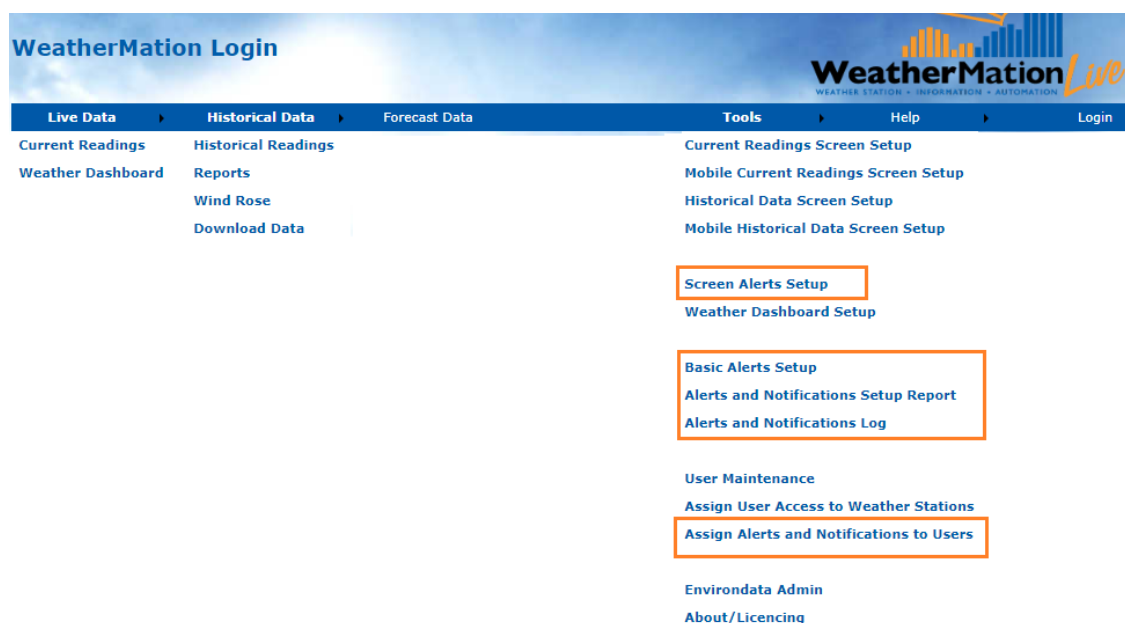 WeatherMation Login
WeatherMation Live
WEATHER STATION • INFORMATION • AUTOMATION
Live Data Historical Data Forecast Data Tools Help Login
Current Readings Historical Readings Current Readings Screen Setup
Weather Dashboard Reports Mobile Current Readings Screen Setup
Wind Rose Historical Data Screen Setup
Download Data Mobile Historical Data Screen Setup
Screen Alerts Setup
Weather Dashboard Setup
Basic Alerts Setup
Alerts and Notifications Setup Report
Alerts and Notifications Log
User Maintenance
Assign User Access to Weather Stations
Assign Alerts and Notifications to Users
Environdata Admin
About/Licencing